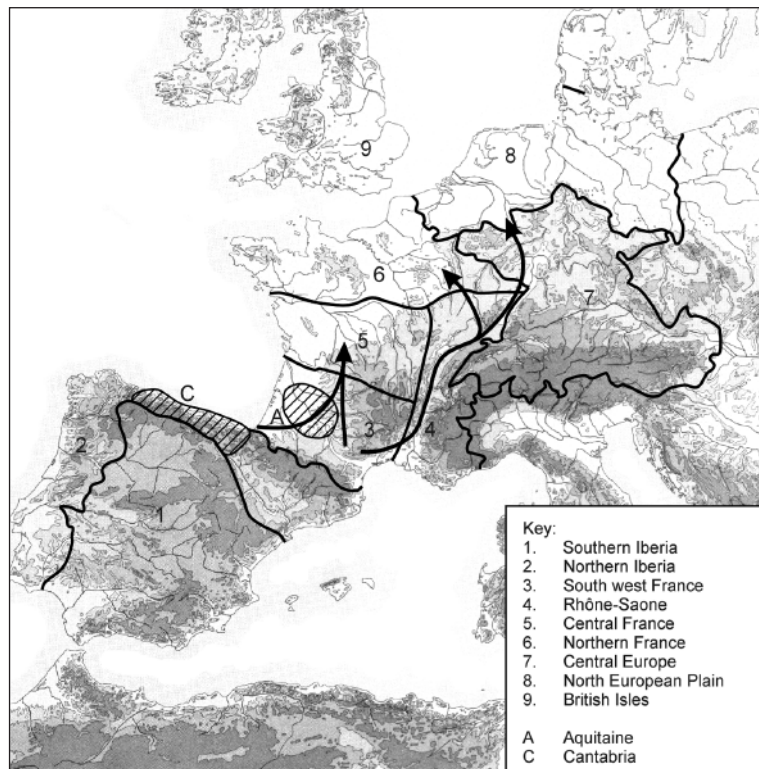 9
8
6
7
5
C
A
2
3
4
1
Key:
1. Southern Iberia
2. Northern Iberia
3. South west France
4. Rhône-Saone
5. Central France
6. Northern France
7. Central Europe
8. North European Plain
9. British Isles
A Aquitaine
C Cantabria